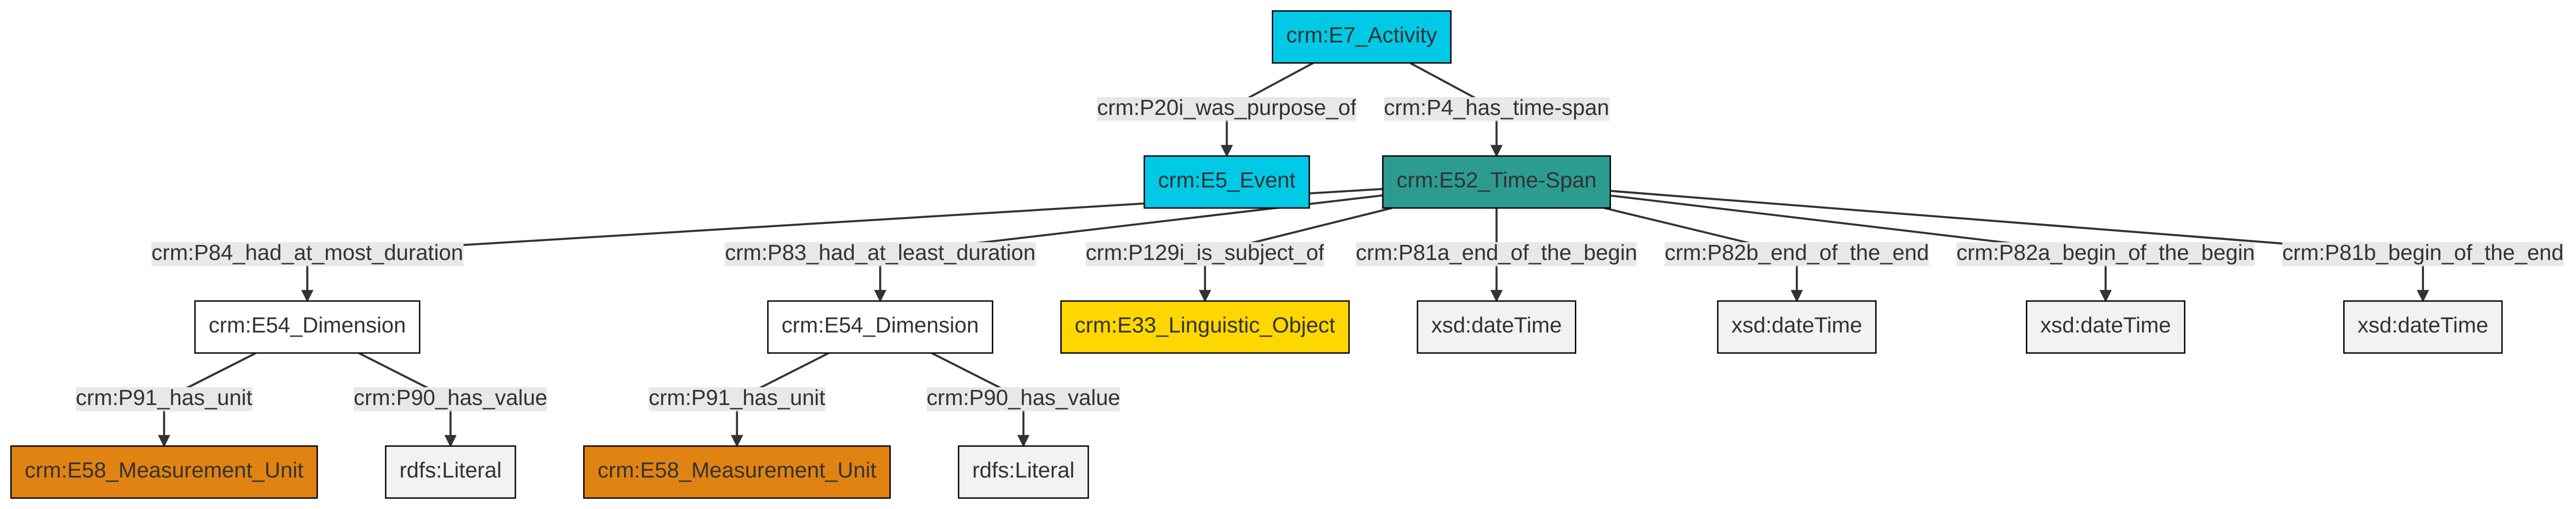 crm:E7_Activity
crm:P20i_was_purpose_of
crm:P4_has_time-span
crm:E5_Event
crm:E52_Time-Span
crm:P84_had_at_most_duration
crm:P83_had_at_least_duration
crm:P129i_is_subject_of
crm:P81a_end_of_the_begin
crm:P82b_end_of_the_end
crm:P82a_begin_of_the_begin
crm:P81b_begin_of_the_end
crm:E54_Dimension
crm:E54_Dimension
crm:E33_Linguistic_Object
xsd:dateTime
xsd:dateTime
xsd:dateTime
xsd:dateTime
crm:P91_has_unit
crm:P90_has_value
crm:P91_has_unit
crm:P90_has_value
crm:E58_Measurement_Unit
rdfs:Literal
crm:E58_Measurement_Unit
rdfs:Literal